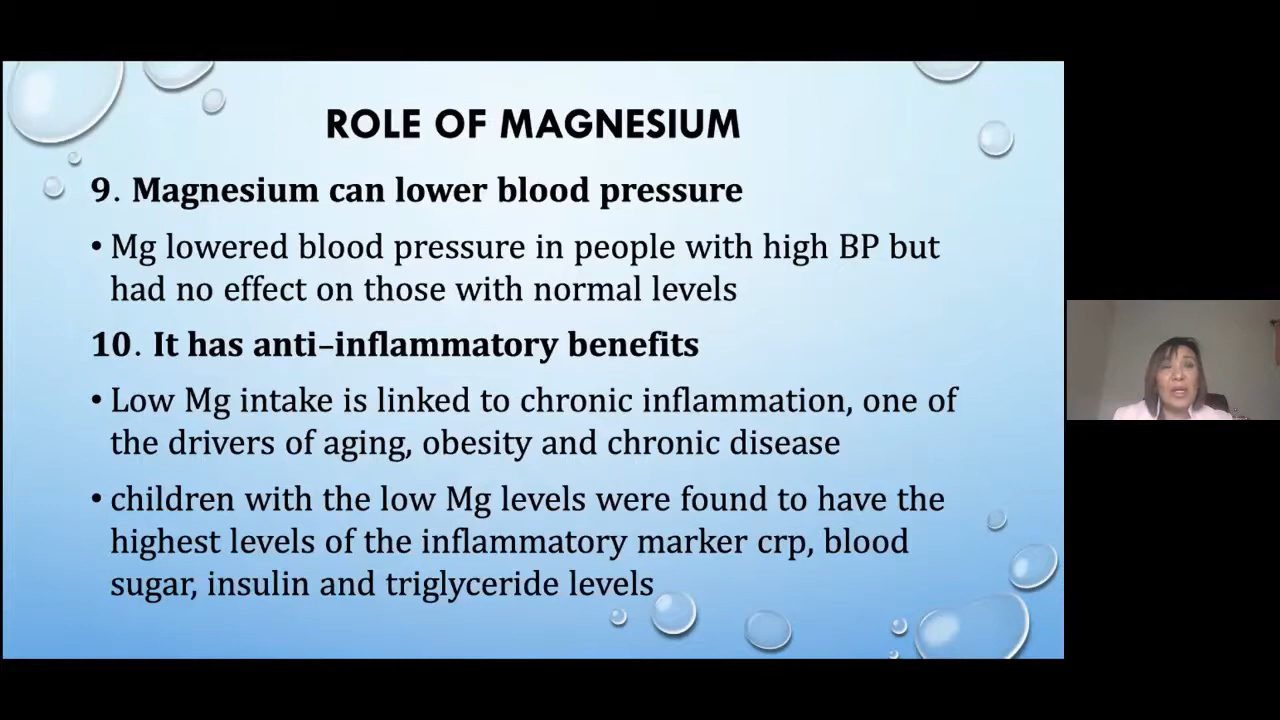 ROLE OF MAGNESIUM
9. Magnesium can lower blood pressure
• Mg lowered blood pressure in people with high BP but
had no effect on those with normal levels
10. It has anti–inflammatory benefits
• Low Mg intake is linked to chronic inflammation, one of
the drivers of aging, obesity and chronic disease
• children with the low Mg levels were found to have the
highest levels of the inflammatory marker crp, blood
sugar, insulin and triglyceride levels